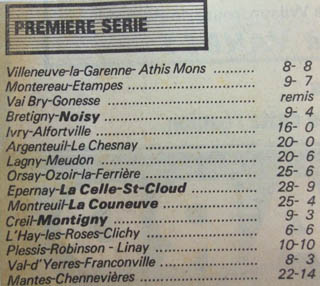 PREMIERE SERIE
Villeneuve-la-Garenne- Athis Mons ........... 8- 8
Montereau-Etampes ........... 9- 7
Vai Bry-Gonesse ........... remis
Bretigny-Noisy ........... 9- 4
Ivry-Alfortville ........... 16- 0
Argenteuil-Le Chesnay ........... 20- 0
Lagny-Meudon ........... 20- 6
Orsay-Ozoir-la-Ferrière ........... 25- 6
Epernay-La Celle-St-Cloud ........... 28- 9
Montreuil-La Couneuve ........... 25- 4
Creil-Montigny ........... 9- 3
L'Hay-les-Roses-Clichy ........... 6- 6
Plessis-Robinson - Linay ........... 10-10
Val-d'Yerres-Franconville ........... 8- 3
Mantes-Chennevières ........... 22-14